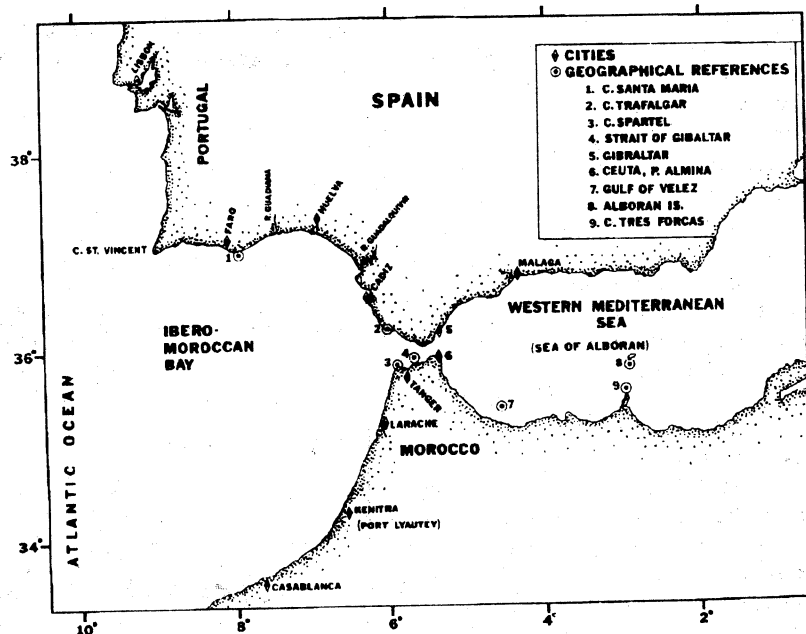 LISBON
PORTUGAL
SPAIN
CITIES
GEOGRAPHICAL REFERENCES
1. C. SANTA MARIA
2. C. TRAFALGAR
3. C. SPARTEL
4. STRAIT OF GIBALTAR
5. GIBRALTAR
6. CEUTA, P. ALMINA
7. GULF OF VELEZ
8. ALBORAN IS.
9. C. TRES FORCAS
38°
C. ST. VINCENT
FARO
1
R. GUADIANA
HUELVA
R. GUADALQUIVIR
CADIZ
MALAGA
IBERO-
MOROCCAN
BAY
2
5
WESTERN MEDITERRANEAN
SEA
(SEA OF ALBORAN)
36°
3
4
6
8
9
7
TANGER
LARACHE
MOROCCO
ATLANTIC OCEAN
KENITRA
(PORT LYAUTEY)
34°
CASABLANCA
10°
8°
6°
4°
2°